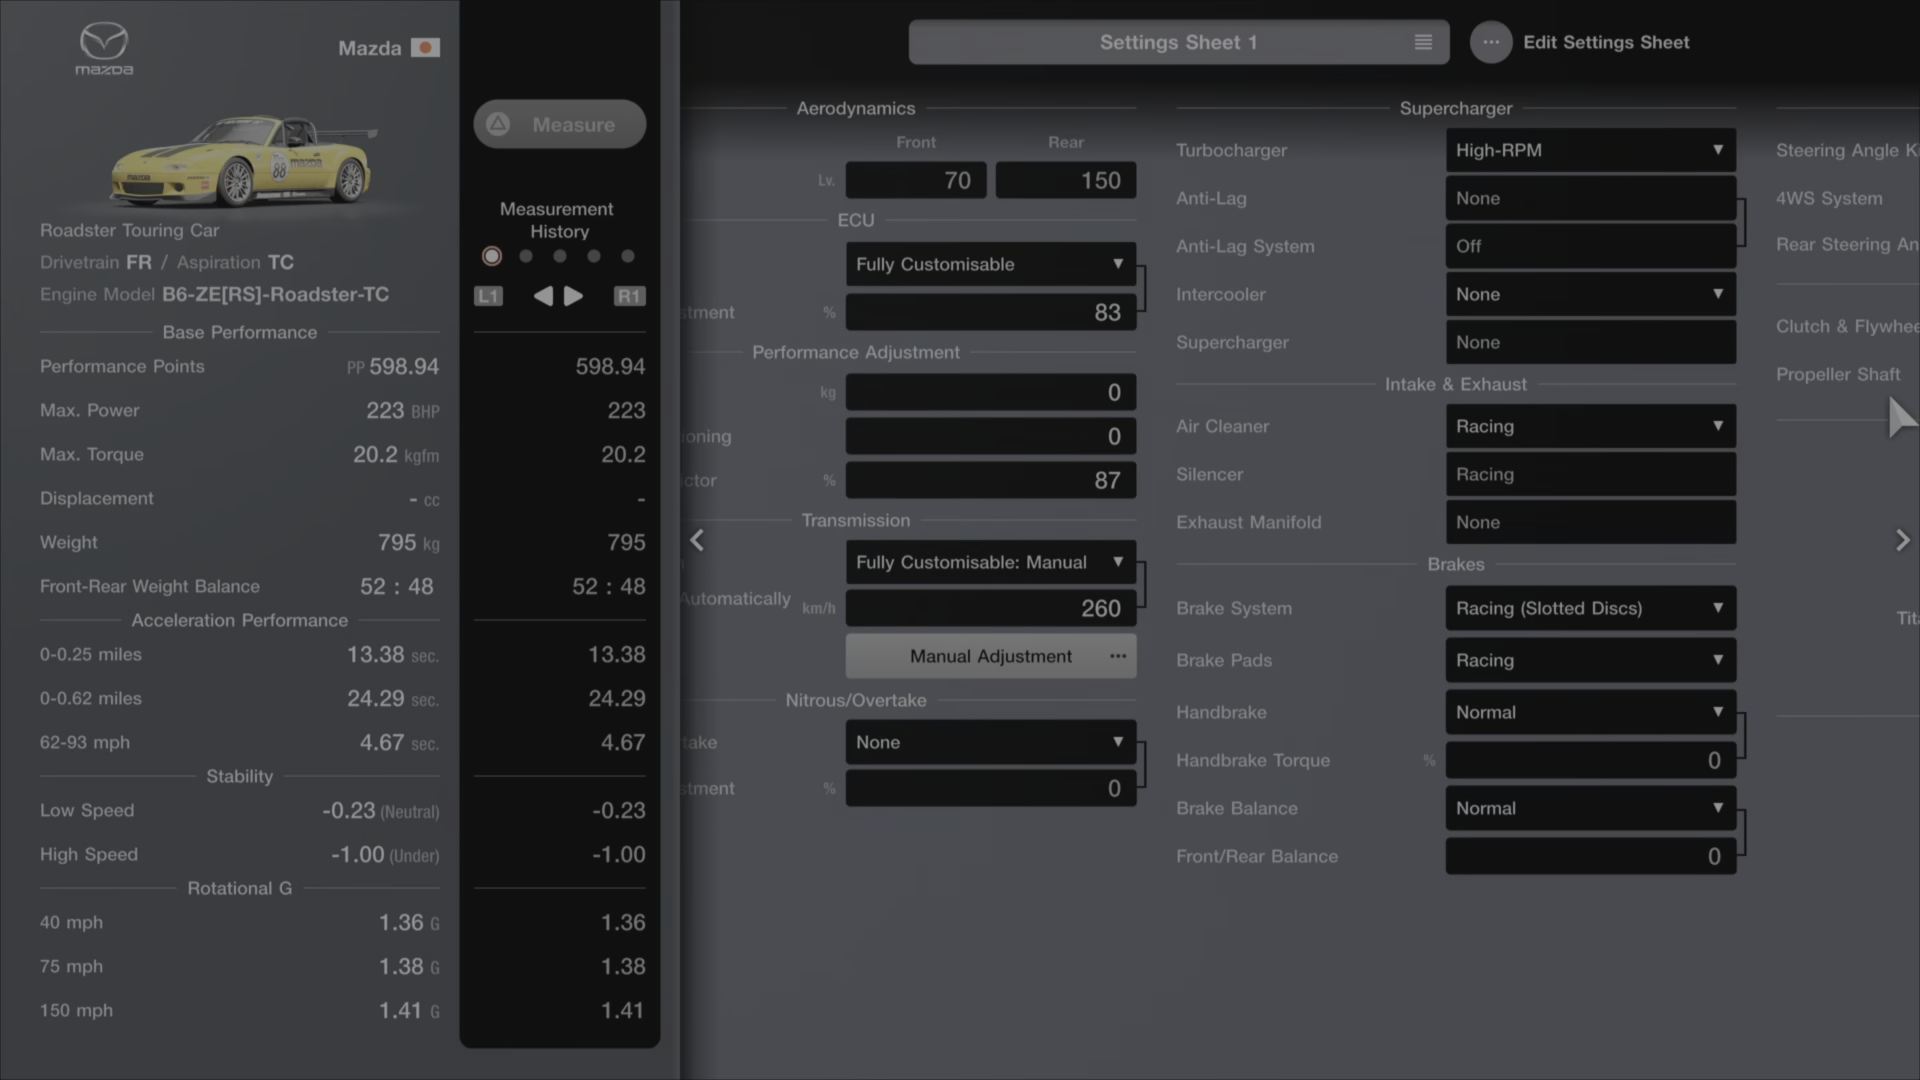 mazda
Mazda
Roadster Touring Car
Drivetrain FR / Aspiration TC
Engine Model B6-ZE[RS]-Roadster-TC
Base Performance
Performance Points PP 598.94
Max. Power 223 BHP
Max. Torque 20.2 kgfm
Displacement - cc
Weight 795 kg
Front-Rear Weight Balance 52 : 48
Acceleration Performance
0-0.25 miles 13.38 sec.
0-0.62 miles 24.29 sec.
62-93 mph 4.67 sec.
Stability
Low Speed -0.23 (Neutral)
High Speed -1.00 (Under)
Rotational G
40 mph 1.36 G
75 mph 1.38 G
150 mph 1.41 G
Measure
Measurement
History
L1 R1
598.94
223
20.2
-
795
52 : 48
13.38
24.29
4.67
-0.23
-1.00
1.36
1.38
1.41
Settings Sheet 1
Edit Settings Sheet
Aerodynamics
Front Rear
Lv. 70 150
ECU
Fully Customisable
stment % 83
Performance Adjustment
kg 0
ioning 0
ctor % 87
Transmission
Fully Customisable: Manual
Automatically km/h 260
Manual Adjustment
Nitrous/Overtake
take None
stment % 0
Supercharger
Turbocharger High-RPM
Anti-Lag None
Anti-Lag System Off
Intercooler None
Supercharger None
Intake & Exhaust
Air Cleaner Racing
Silencer Racing
Exhaust Manifold None
Brakes
Brake System Racing (Slotted Discs)
Brake Pads Racing
Handbrake Normal
Handbrake Torque % 0
Brake Balance Normal
Front/Rear Balance 0
Steering Angle Ki
4WS System
Rear Steering An
Clutch & Flywhee
Propeller Shaft
Tit
88
mazda